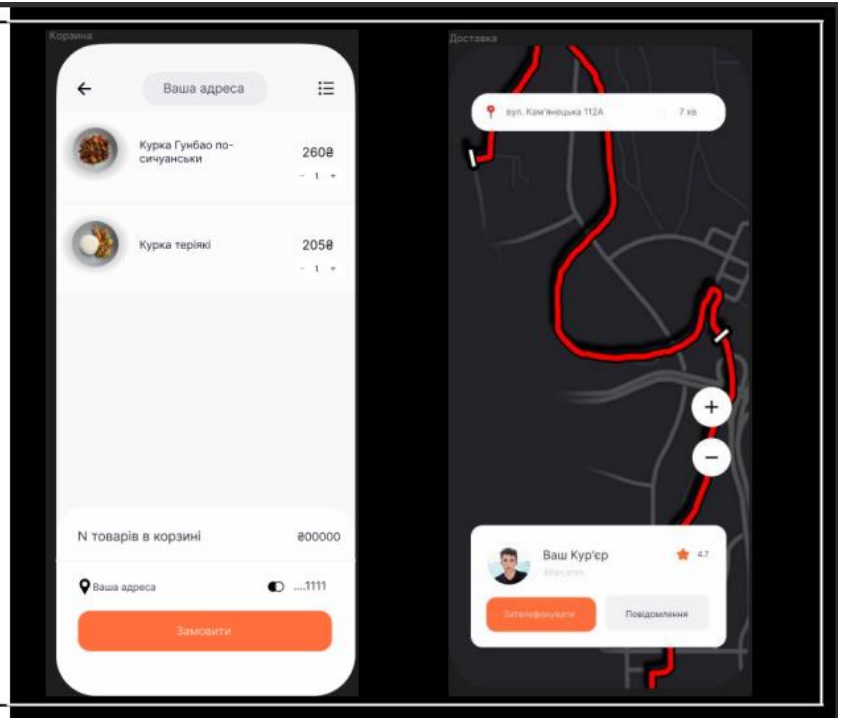 Корзина
Ваша адреса
Курка Гунбао по-
сичуанськи
260₴
- 1 +
Курка теріякі
205₴
- 1 +
N товарів в корзині
₴00000
Ваша адреса
....1111
Замовити
Доставка
вул. Кам'янецька 112А
7 хв
+
−
Ваш Кур'єр
4.7
Зателефонувати
Повідомлення